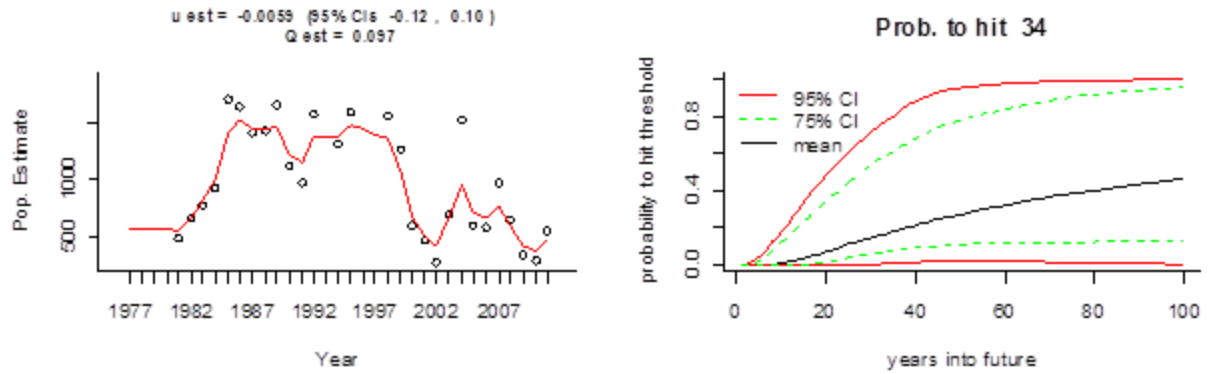 u est = -0.0059 (95% CIs -0.12 , 0.10 )
Q est = 0.097
Pop. Estimate
1000
500
1977 1982 1987 1992 1997 2002 2007
Year
Prob. to hit 34
probability to hit threshold
0.8
0.4
0.0
95% CI
75% CI
mean
0 20 40 60 80 100
years into future